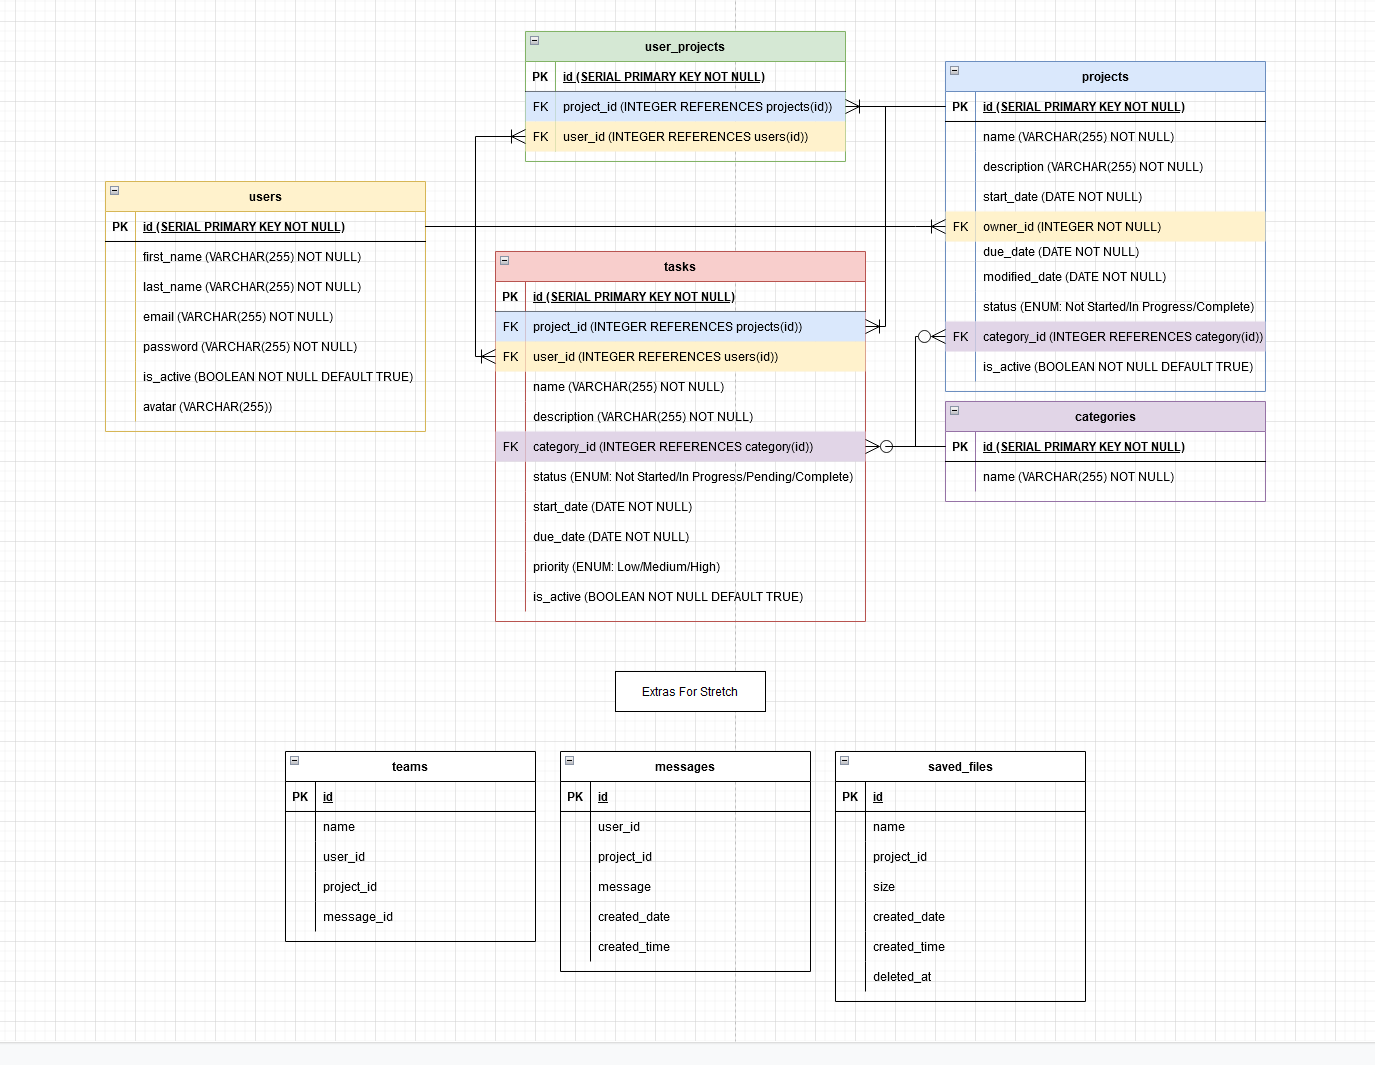 user_projects
PK id (SERIAL PRIMARY KEY NOT NULL)
FK project_id (INTEGER REFERENCES projects(id))
FK user_id (INTEGER REFERENCES users(id))
projects
PK id (SERIAL PRIMARY KEY NOT NULL)
name (VARCHAR(255) NOT NULL)
description (VARCHAR(255) NOT NULL)
start_date (DATE NOT NULL)
FK owner_id (INTEGER NOT NULL)
due_date (DATE NOT NULL)
modified_date (DATE NOT NULL)
status (ENUM: Not Started/In Progress/Complete)
FK category_id (INTEGER REFERENCES category(id))
is_active (BOOLEAN NOT NULL DEFAULT TRUE)
users
PK id (SERIAL PRIMARY KEY NOT NULL)
first_name (VARCHAR(255) NOT NULL)
last_name (VARCHAR(255) NOT NULL)
email (VARCHAR(255) NOT NULL)
password (VARCHAR(255) NOT NULL)
is_active (BOOLEAN NOT NULL DEFAULT TRUE)
avatar (VARCHAR(255))
tasks
PK id (SERIAL PRIMARY KEY NOT NULL)
FK project_id (INTEGER REFERENCES projects(id))
FK user_id (INTEGER REFERENCES users(id))
name (VARCHAR(255) NOT NULL)
description (VARCHAR(255) NOT NULL)
FK category_id (INTEGER REFERENCES category(id))
status (ENUM: Not Started/In Progress/Pending/Complete)
start_date (DATE NOT NULL)
due_date (DATE NOT NULL)
priority (ENUM: Low/Medium/High)
is_active (BOOLEAN NOT NULL DEFAULT TRUE)
categories
PK id (SERIAL PRIMARY KEY NOT NULL)
name (VARCHAR(255) NOT NULL)
Extras For Stretch
teams
PK id
name
user_id
project_id
message_id
messages
PK id
user_id
project_id
message
created_date
created_time
saved_files
PK id
name
project_id
size
created_date
created_time
deleted_at